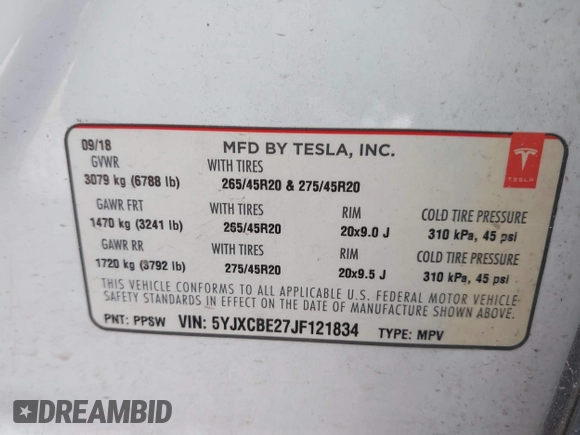 09/18 MFD BY TESLA, INC.
GVWR WITH TIRES
3079 kg (6788 lb) 265/45R20 & 275/45R20
GAWR FRT WITH TIRES RIM COLD TIRE PRESSURE
1470 kg (3241 lb) 265/45R20 20x9.0 J 310 kPa, 45 psi
GAWR RR WITH TIRES RIM COLD TIRE PRESSURE
1720 kg (3792 lb) 275/45R20 20x9.5 J 310 kPa, 45 psi
THIS VEHICLE CONFORMS TO ALL APPLICABLE U.S. FEDERAL MOTOR VEHICLE
SAFETY STANDARDS IN EFFECT ON THE DATE OF MANUFACTURE SHOWN ABOVE.
PNT: PPSW VIN: 5YJXCBE27JF121834 TYPE: MPV
TESLA
DREAMBID